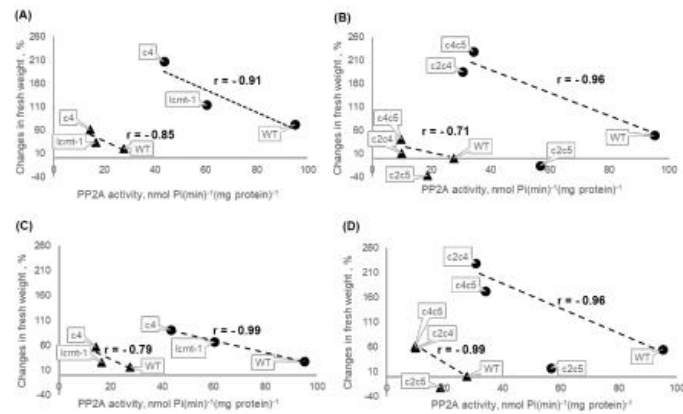 (A)
Changes in fresh weight , %
260
210
160
110
60
10
-40
c4
lcmt-1
WT
r = - 0.91
c4
lcmt-1
WT
r = - 0.85
0 20 40 60 80 100
PP2A activity, nmol Pi(min)⁻¹(mg protein)⁻¹
(B)
Changes in fresh weight , %
260
210
160
110
60
10
-40
c4c5
c2c4
WT
r = - 0.96
c4c5
c2c4
r = - 0.71
WT
c2c5
c2c5
0 20 40 60 80 100
PP2A activity, nmol Pi(min)⁻¹(mg protein)⁻¹
(C)
Changes in fresh weight , %
260
210
160
110
60
10
-40
c4
r = - 0.99
lcmt-1
WT
c4
r = - 0.79
lcmt-1
WT
0 20 40 60 80 100
PP2A activity, nmol Pi(min)⁻¹(mg protein)⁻¹
(D)
Changes in fresh weight , %
260
210
160
110
60
10
-40
c2c4
c4c5
r = - 0.96
WT
c4c5
c2c4
r = - 0.99
WT
c2c5
c2c5
0 20 40 60 80 100
PP2A activity, nmol Pi(min)⁻¹(mg protein)⁻¹